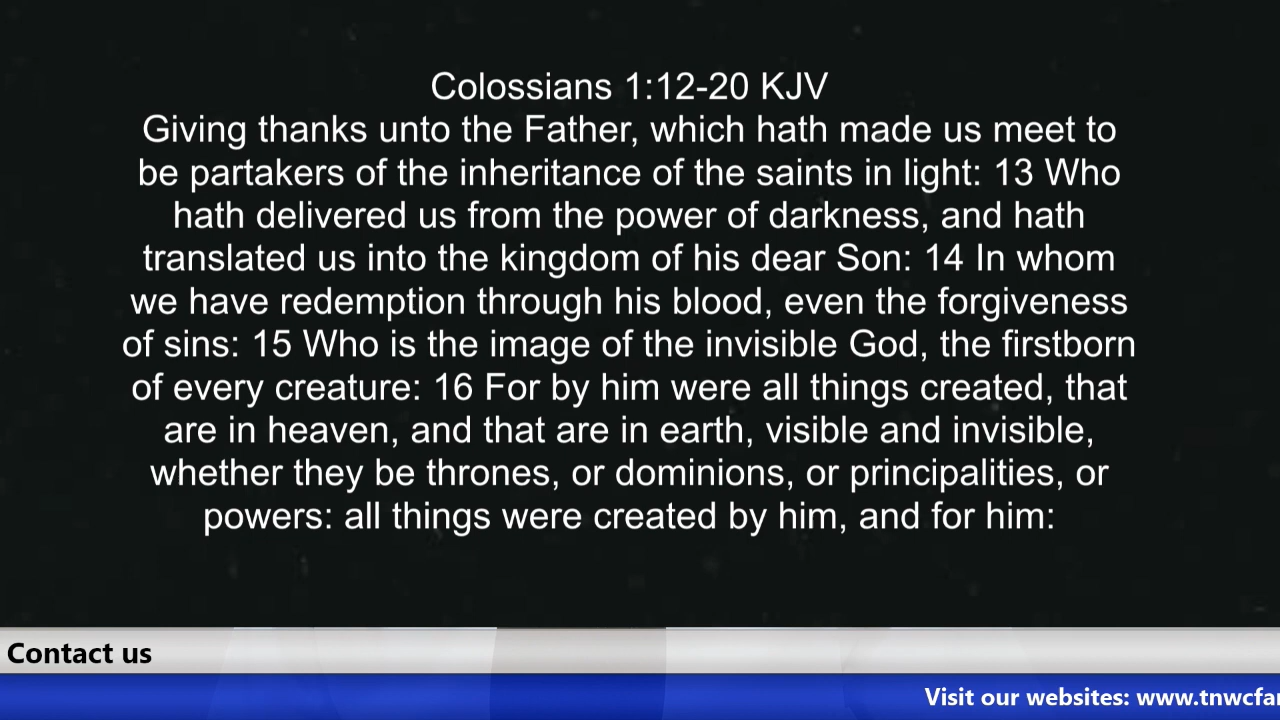 Colossians 1:12-20 KJV
Giving thanks unto the Father, which hath made us meet to
be partakers of the inheritance of the saints in light: 13 Who
hath delivered us from the power of darkness, and hath
translated us into the kingdom of his dear Son: 14 In whom
we have redemption through his blood, even the forgiveness
of sins: 15 Who is the image of the invisible God, the firstborn
of every creature: 16 For by him were all things created, that
are in heaven, and that are in earth, visible and invisible,
whether they be thrones, or dominions, or principalities, or
powers: all things were created by him, and for him:
Contact us
Visit our websites: